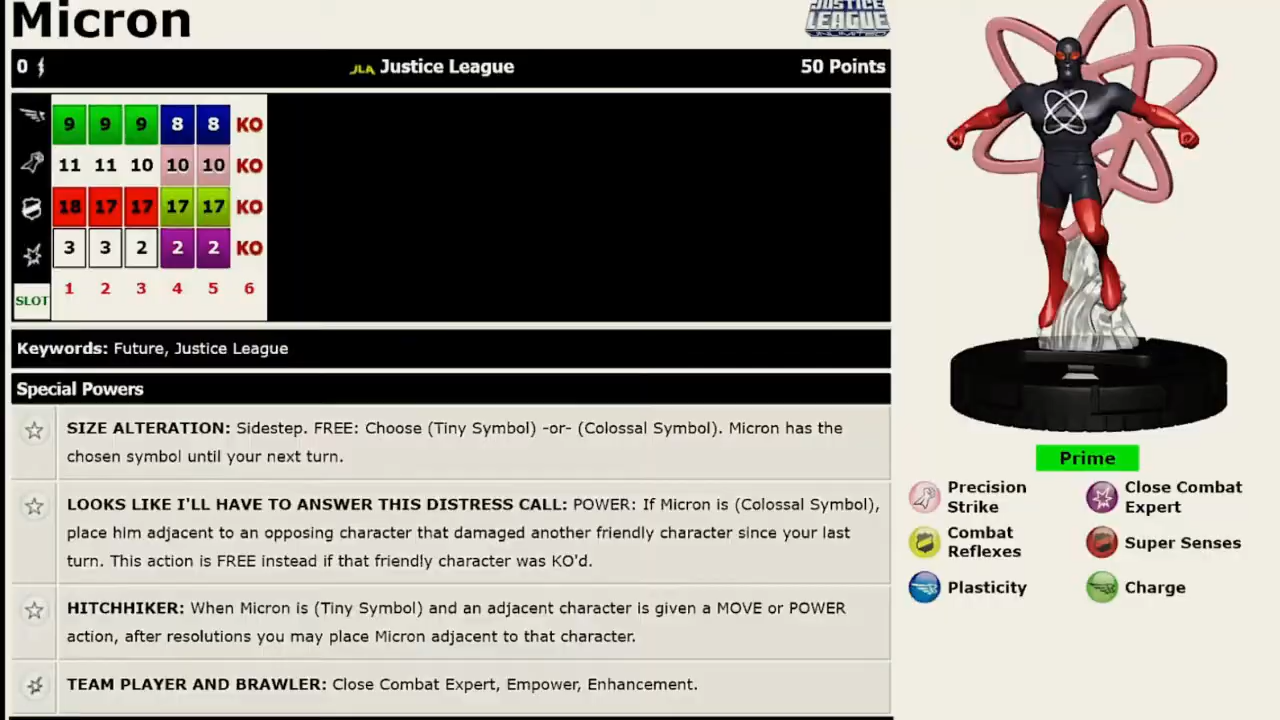 Micron
JUSTICE
LEAGUE
UNLIMITED
0
JLA Justice League
50 Points
9 9 9 8 8 KO
11 11 10 10 10 KO
18 17 17 17 17 KO
3 3 2 2 2 KO
SLOT 1 2 3 4 5 6
Keywords: Future, Justice League
Special Powers
SIZE ALTERATION: Sidestep. FREE: Choose (Tiny Symbol) -or- (Colossal Symbol). Micron has the
chosen symbol until your next turn.
LOOKS LIKE I'LL HAVE TO ANSWER THIS DISTRESS CALL: POWER: If Micron is (Colossal Symbol),
place him adjacent to an opposing character that damaged another friendly character since your last
turn. This action is FREE instead if that friendly character was KO'd.
HITCHHIKER: When Micron is (Tiny Symbol) and an adjacent character is given a MOVE or POWER
action, after resolutions you may place Micron adjacent to that character.
TEAM PLAYER AND BRAWLER: Close Combat Expert, Empower, Enhancement.
Prime
Precision
Strike
Close Combat
Expert
Combat
Reflexes
Super Senses
Plasticity
Charge